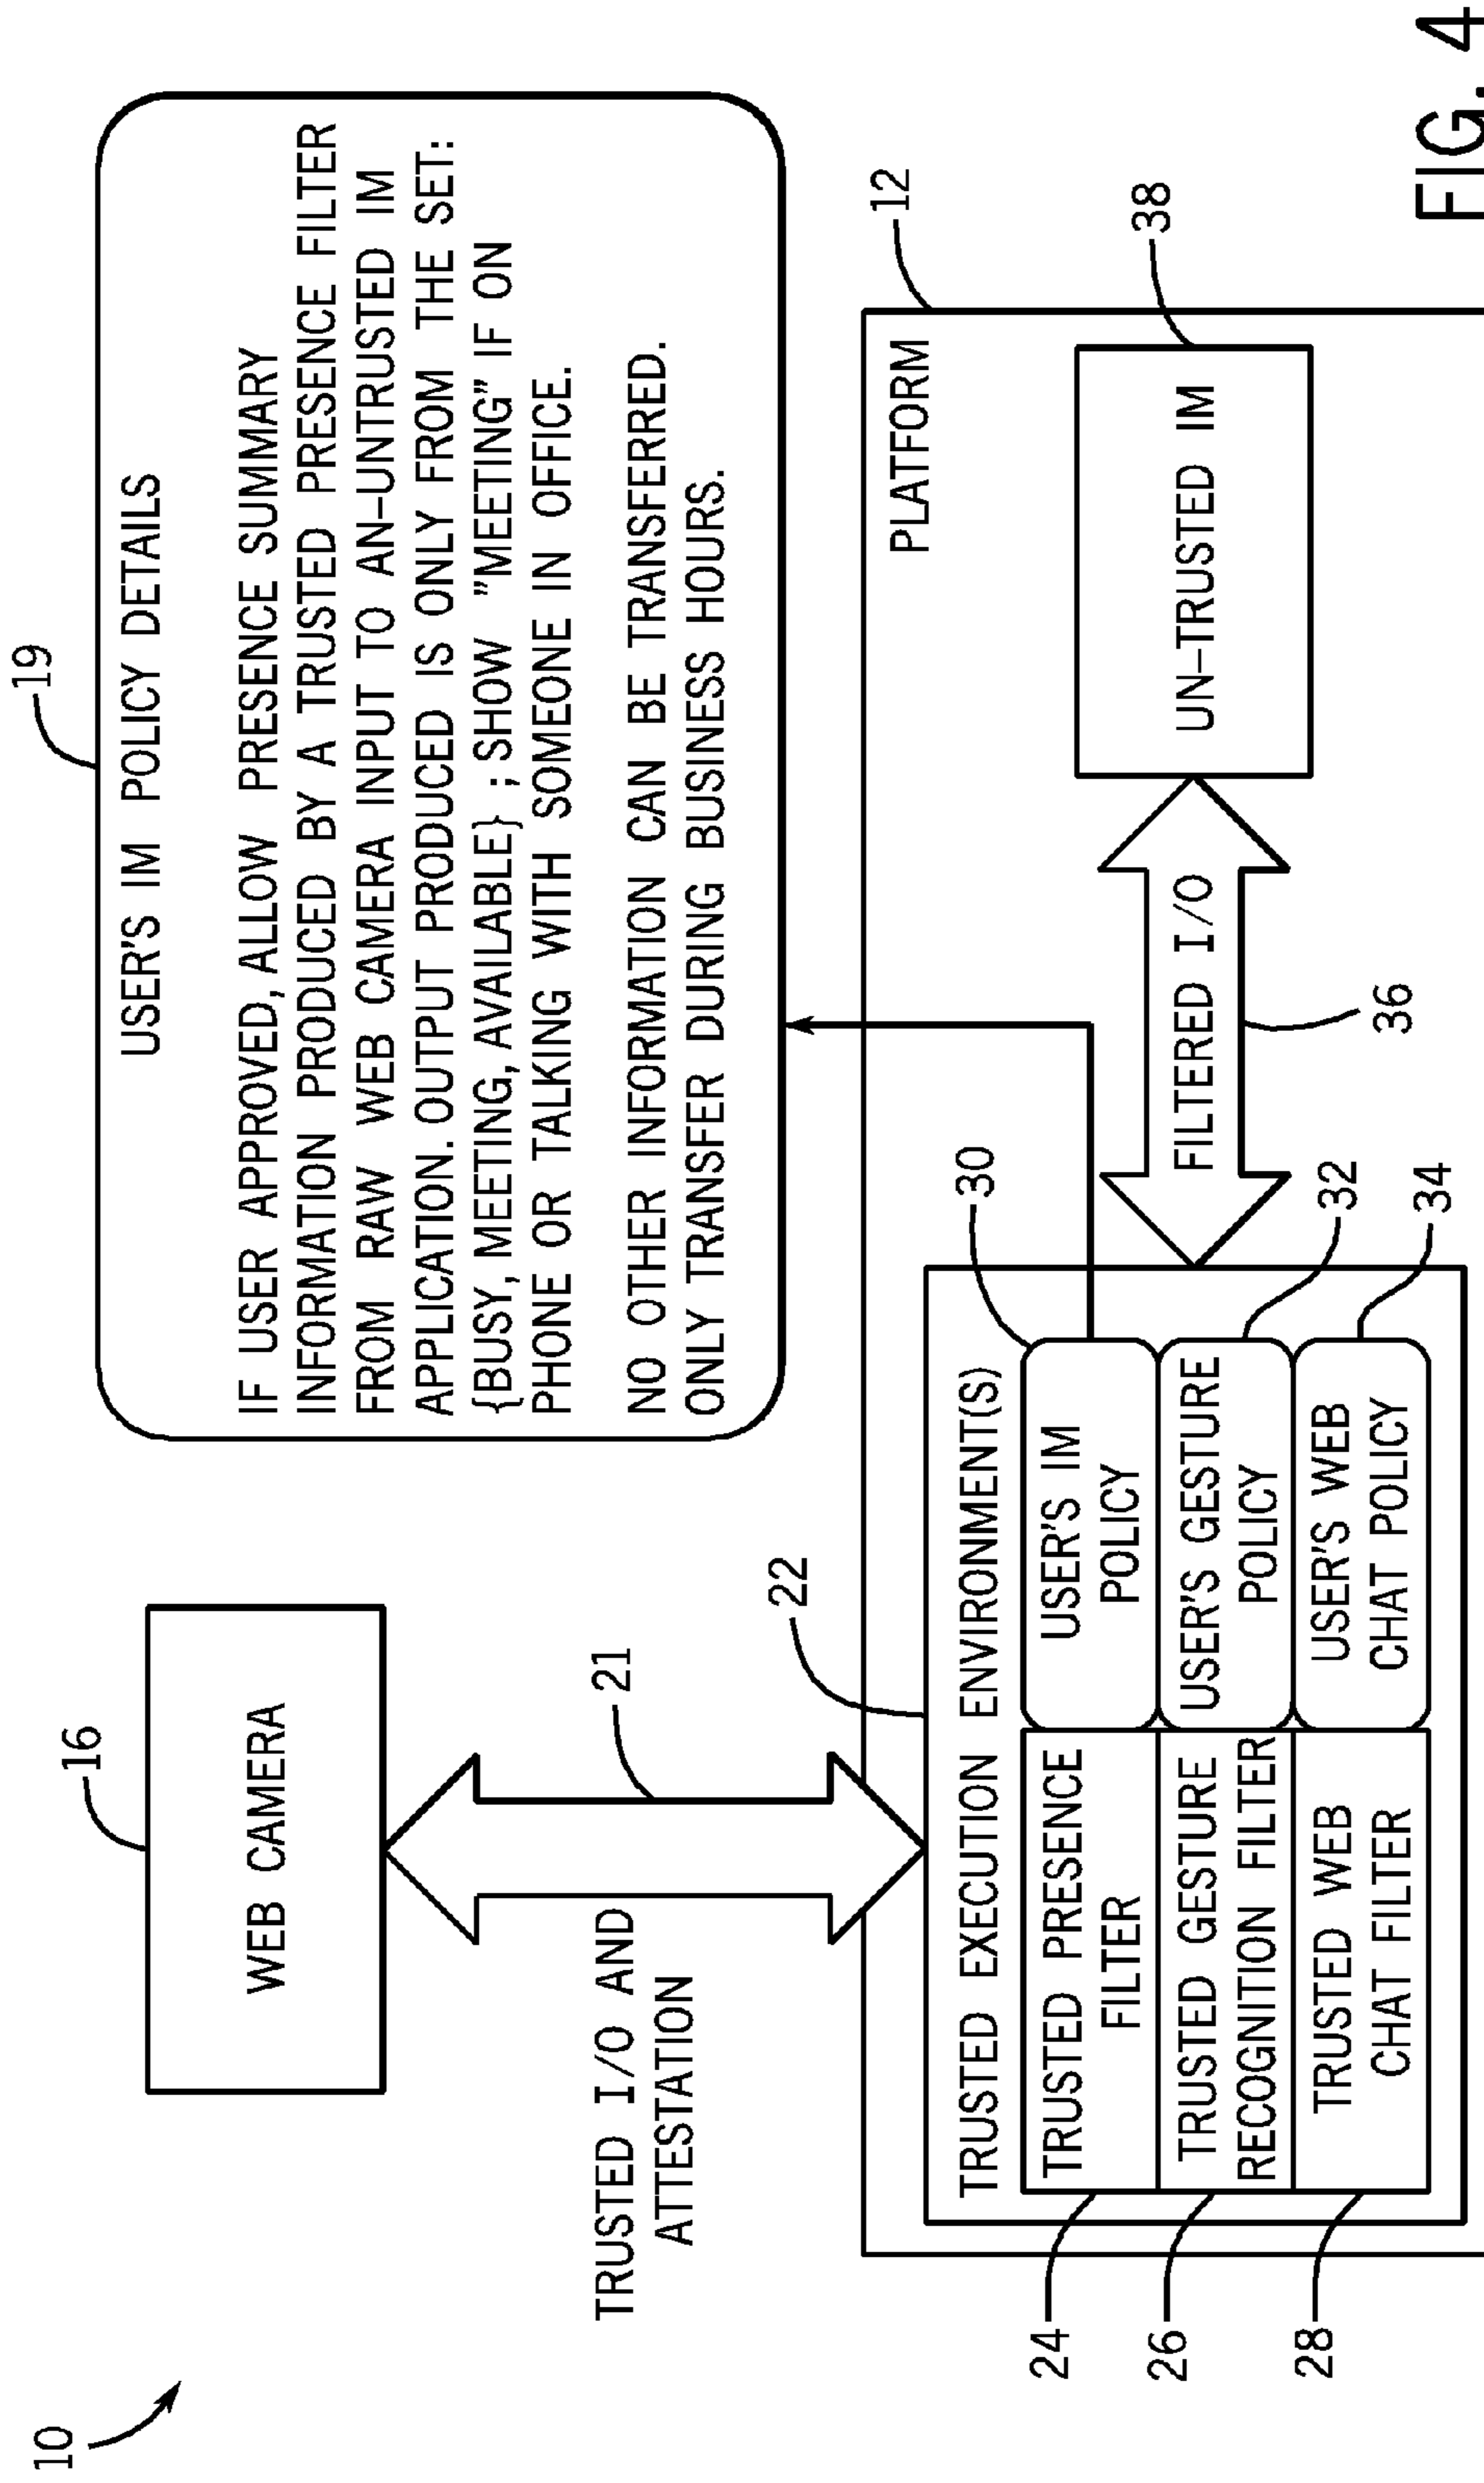 10
19
USER'S IM POLICY DETAILS
IF USER APPROVED, ALLOW PRESENCE SUMMARY
INFORMATION PRODUCED BY A TRUSTED PRESENCE FILTER
FROM RAW WEB CAMERA INPUT TO AN-UNTRUSTED IM
APPLICATION. OUTPUT PRODUCED IS ONLY FROM THE SET:
{BUSY, MEETING, AVAILABLE} ; SHOW "MEETING" IF ON
PHONE OR TALKING WITH SOMEONE IN OFFICE.
NO OTHER INFORMATION CAN BE TRANSFERRED.
ONLY TRANSFER DURING BUSINESS HOURS.
16
WEB CAMERA
21
TRUSTED I/O AND
ATTESTATION
22
12
PLATFORM
TRUSTED EXECUTION ENVIRONMENT(S)
24
TRUSTED PRESENCE
FILTER
USER'S IM
POLICY
30
26
TRUSTED GESTURE
RECOGNITION FILTER
USER'S GESTURE
POLICY
32
28
TRUSTED WEB
CHAT FILTER
USER'S WEB
CHAT POLICY
34
FILTERED I/O
36
UN-TRUSTED IM
38
FIG. 4